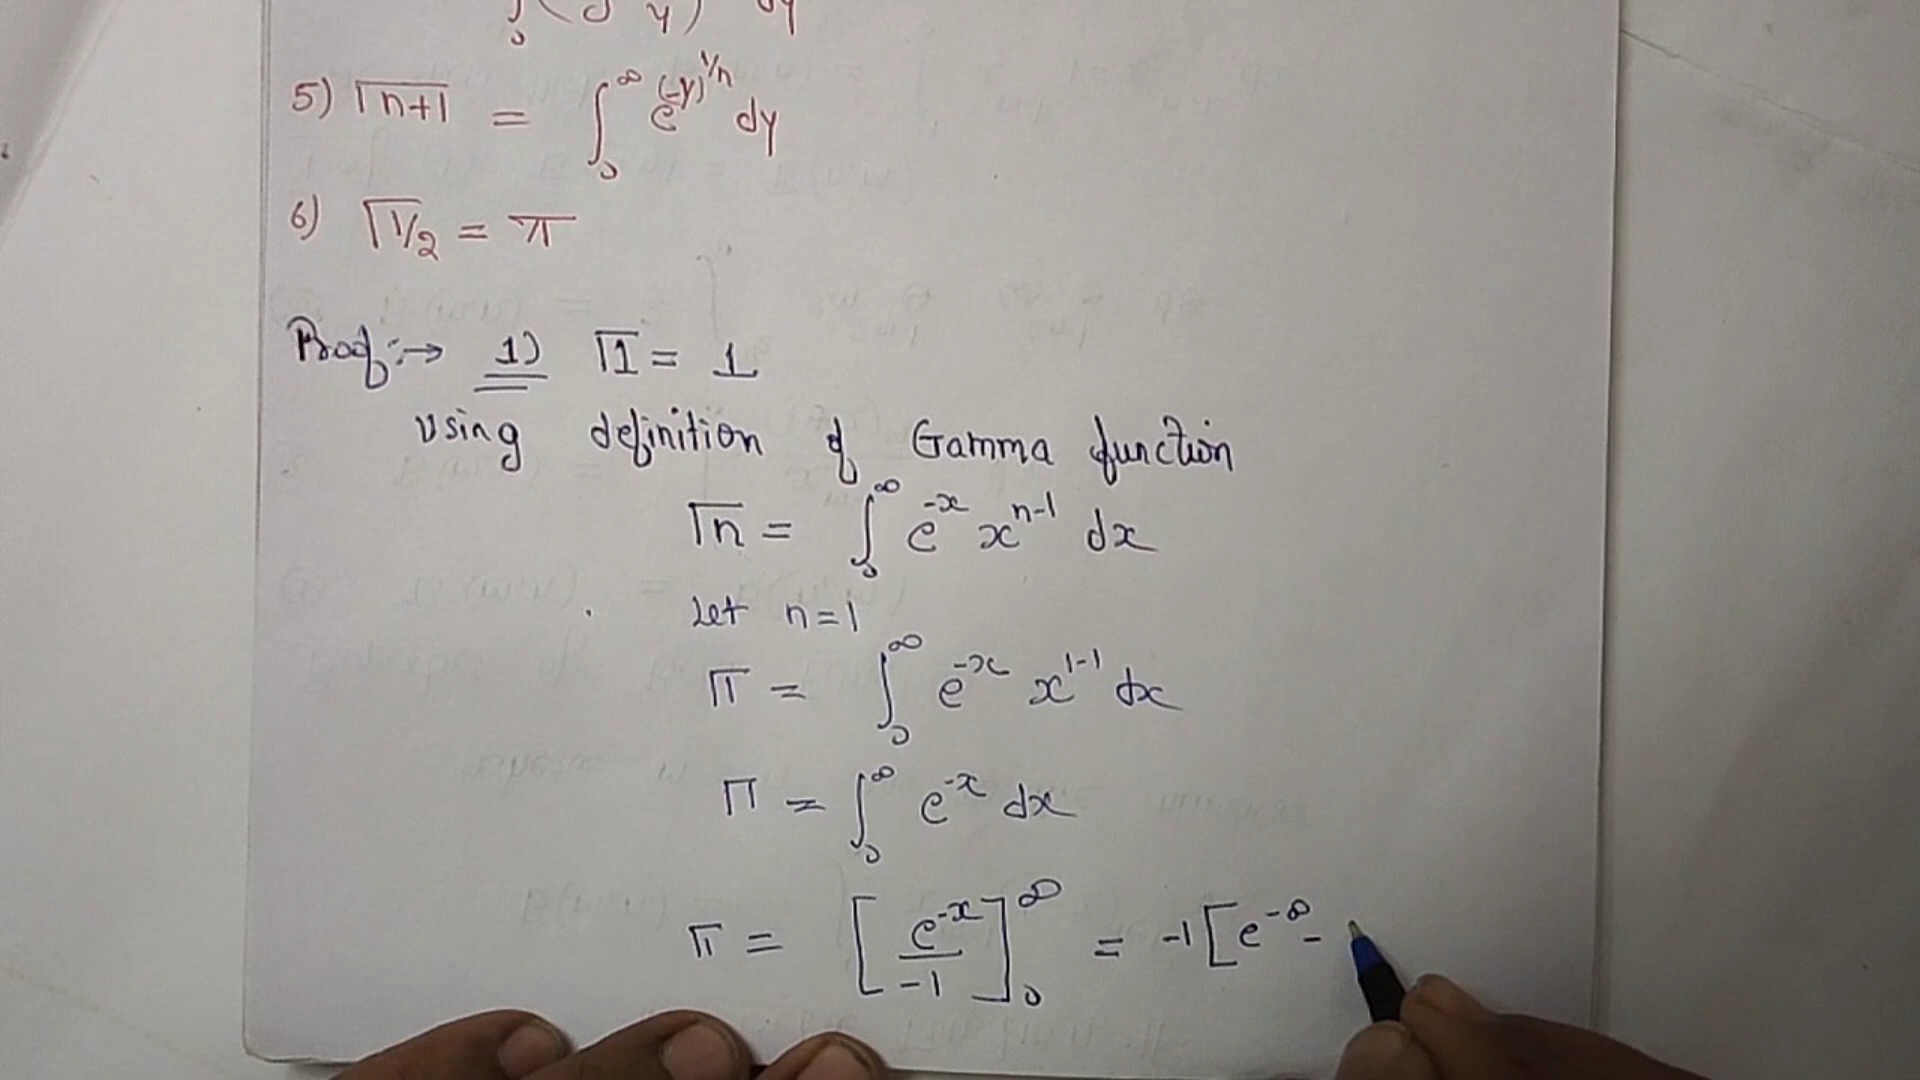 5) Γn+1 = ∫₀^∞ e^(-y)^1/n dy
6) Γ1/2 = π
Proof:→ 1) Γ1 = 1
Using definition of Gamma function
Γn = ∫₀^∞ e^-x x^n-1 dx
Let n=1
Γ1 = ∫₀^∞ e^-x x^1-1 dx
Γ1 = ∫₀^∞ e^-x dx
Γ1 = [e^-x / -1]₀^∞ = -1[e^-∞ -